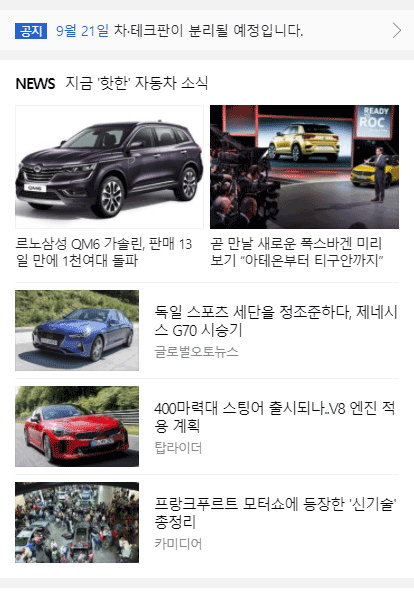 공지 9월 21일 차·테크판이 분리될 예정입니다.
NEWS 지금 '핫한' 자동차 소식
QM6
READY
ROC
르노삼성 QM6 가솔린, 판매 13
일 만에 1천여대 돌파
곧 만날 새로운 폭스바겐 미리
보기 “아테온부터 티구안까지”
독일 스포츠 세단을 정조준하다, 제네시
스 G70 시승기
글로벌오토뉴스
400마력대 스팅어 출시되나..V8 엔진 적
용 계획
탑라이더
프랑크푸르트 모터쇼에 등장한 '신기술'
총정리
카미디어